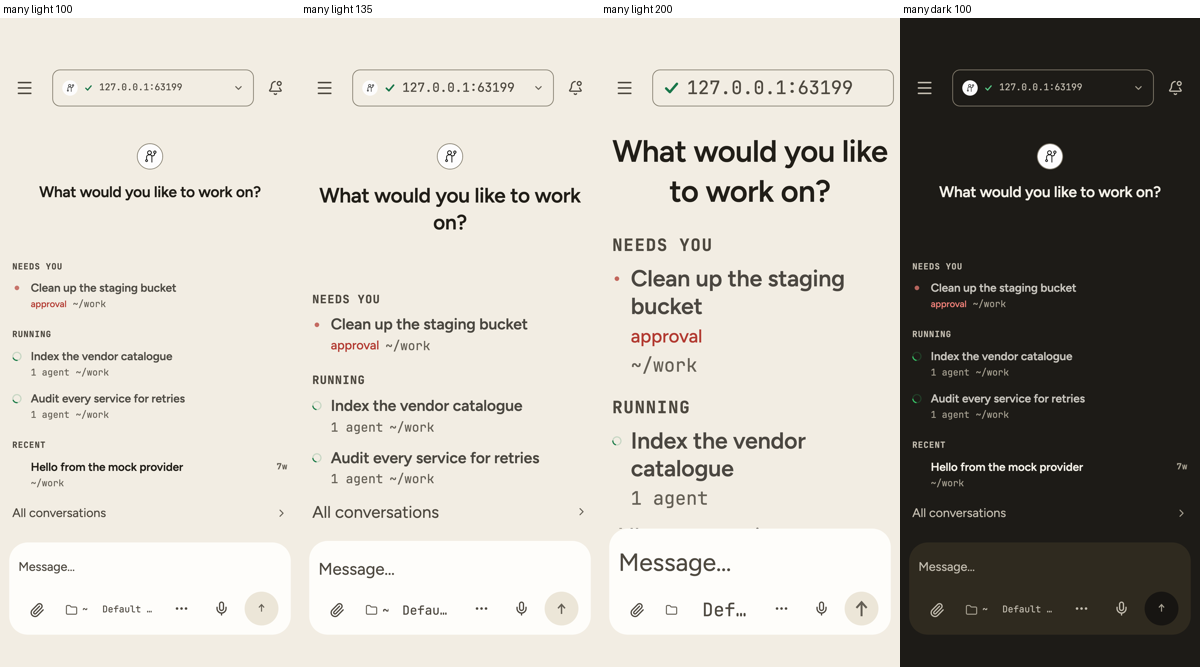 many light 100
127.0.0.1:63199
What would you like to work on?
NEEDS YOU
Clean up the staging bucket
approval ~/work
RUNNING
Index the vendor catalogue
1 agent ~/work
Audit every service for retries
1 agent ~/work
RECENT
Hello from the mock provider 7w
~/work
All conversations
Message...
~ Default ...
many light 135
127.0.0.1:63199
What would you like to work
on?
NEEDS YOU
Clean up the staging bucket
approval ~/work
RUNNING
Index the vendor catalogue
1 agent ~/work
Audit every service for retries
1 agent ~/work
All conversations
Message...
~ Defau...
many light 200
127.0.0.1:63199
What would you like
to work on?
NEEDS YOU
Clean up the staging
bucket
approval
~/work
RUNNING
Index the vendor
catalogue
1 agent
Message...
Def...
many dark 100
127.0.0.1:63199
What would you like to work on?
NEEDS YOU
Clean up the staging bucket
approval ~/work
RUNNING
Index the vendor catalogue
1 agent ~/work
Audit every service for retries
1 agent ~/work
RECENT
Hello from the mock provider 7w
~/work
All conversations
Message...
~ Default ...